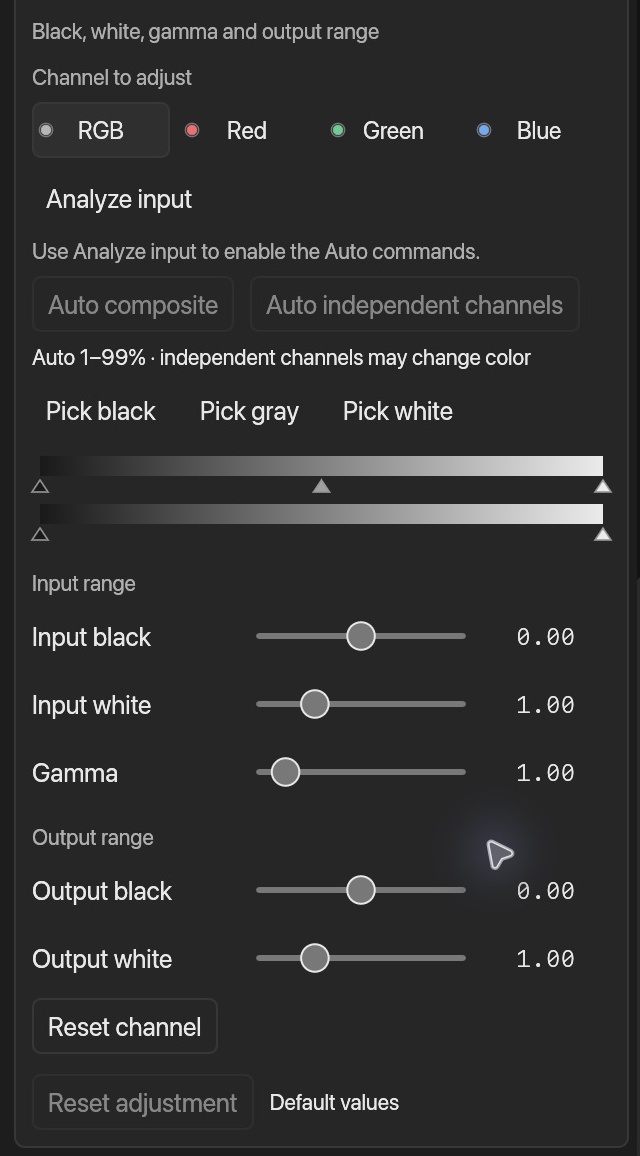 Black, white, gamma and output range
Channel to adjust
RGB Red Green Blue
Analyze input
Use Analyze input to enable the Auto commands.
Auto composite Auto independent channels
Auto 1–99% · independent channels may change color
Pick black Pick gray Pick white
Input range
Input black 0.00
Input white 1.00
Gamma 1.00
Output range
Output black 0.00
Output white 1.00
Reset channel
Reset adjustment Default values